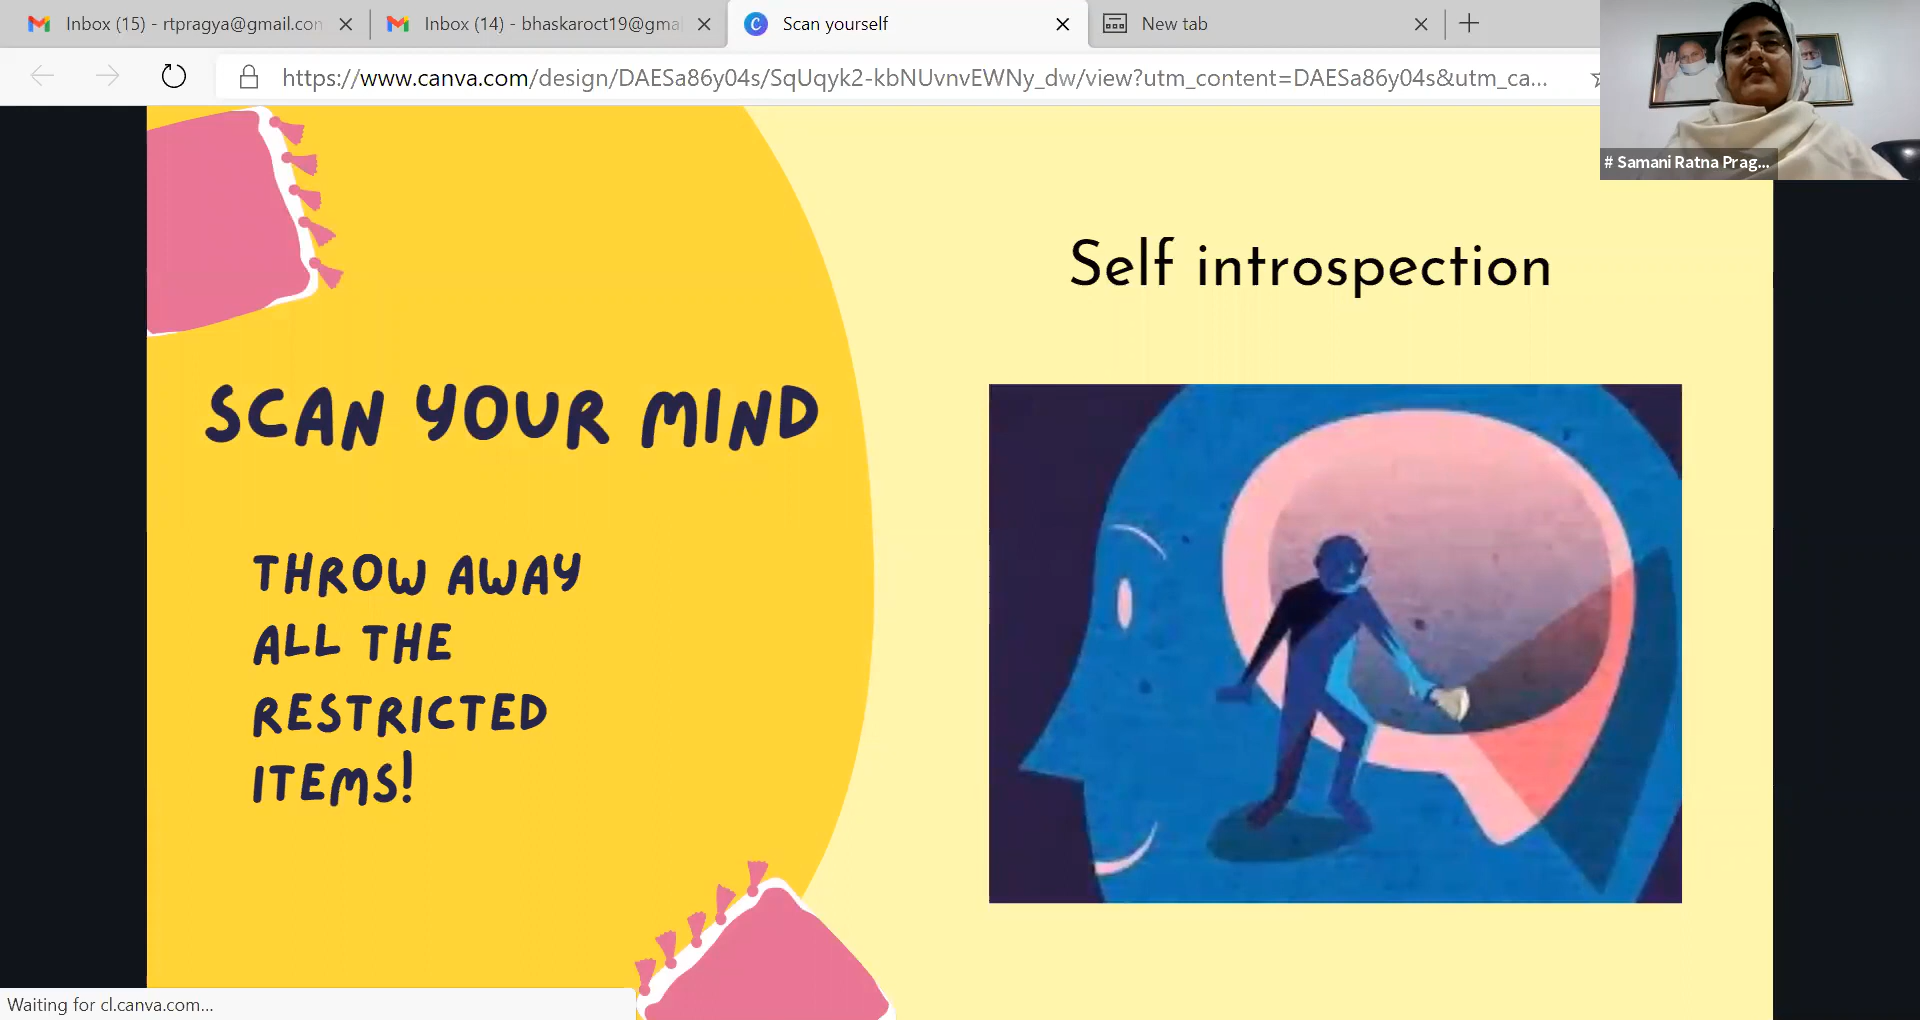 Inbox (15) - rtpragya@gmail.con
Inbox (14) - bhaskaroct19@gma
Scan yourself
New tab
https://www.canva.com/design/DAESa86y04s/SqUqyk2-kbNUvnvEWNy_dw/view?utm_content=DAESa86y04s&utm_ca...
# Samani Ratna Prag...
Self introspection
SCAN YOUR MIND
THROW AWAY
ALL THE
RESTRICTED
ITEMS!
Waiting for cl.canva.com...